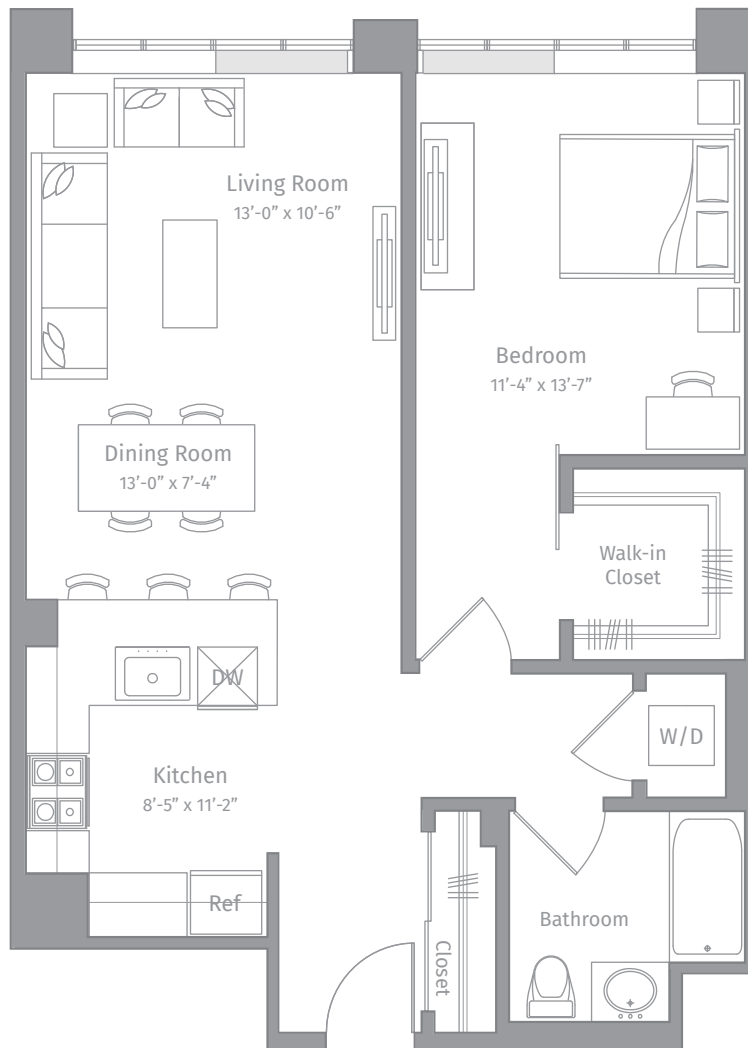 Living Room
13’-0” x 10’-6”
Bedroom
11’-4” x 13’-7”
Dining Room
13’-0” x 7’-4”
Walk-in
Closet
DW
W/D
Kitchen
8’-5” x 11’-2”
Ref
Closet
Bathroom